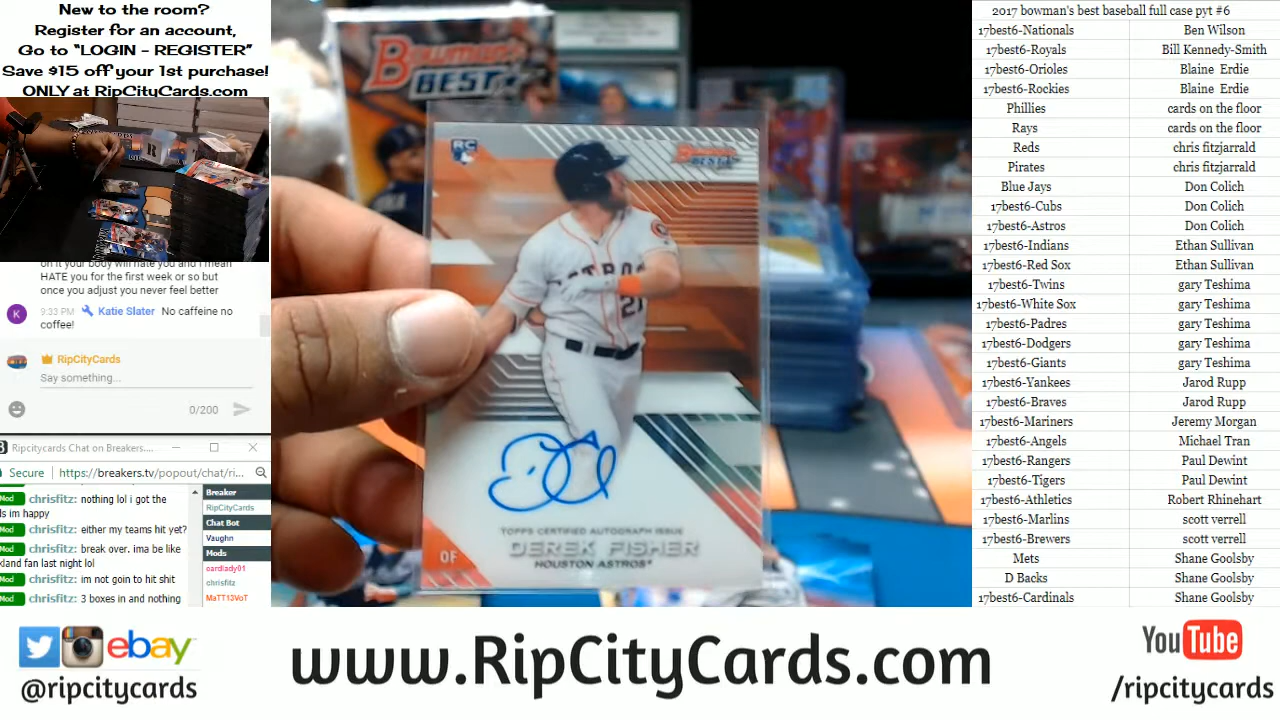 New to the room?
Register for an account,
Go to “LOGIN - REGISTER”
Save $15 off your 1st purchase!
ONLY at RipCityCards.com
on it your body will hate you and i mean
HATE you for the first week or so but
once you adjust you never feel better
K
9:33 PM Katie Slater No caffeine no
coffee!
RipCityCards
Say something...
0/200
Ripcitycards Chat on Breakers....
Secure https://breakers.tv/popout/chat/ri...
Mod chrisfitz: nothing lol i got the
ls im happy
Mod chrisfitz: either my teams hit yet?
Mod chrisfitz: break over. ima be like
kland fan last night lol
Mod chrisfitz: im not goin to hit shit
Mod chrisfitz: 3 boxes in and nothing
Breaker
RipCityCards
Chat Bot
Vaughn
Mods
cardlady01
chrisfitz
MaTT13VoT
Bowman's
BEST
RC
Bowman's
BEST
ASTROS
21
TOPPS CERTIFIED AUTOGRAPH ISSUE
OF DEREK FISHER
HOUSTON ASTROS
2017 bowman's best baseball full case pyt #6
17best6-Nationals Ben Wilson
17best6-Royals Bill Kennedy-Smith
17best6-Orioles Blaine Erdie
17best6-Rockies Blaine Erdie
Phillies cards on the floor
Rays cards on the floor
Reds chris fitzjarrald
Pirates chris fitzjarrald
Blue Jays Don Colich
17best6-Cubs Don Colich
17best6-Astros Don Colich
17best6-Indians Ethan Sullivan
17best6-Red Sox Ethan Sullivan
17best6-Twins gary Teshima
17best6-White Sox gary Teshima
17best6-Padres gary Teshima
17best6-Dodgers gary Teshima
17best6-Giants gary Teshima
17best6-Yankees Jarod Rupp
17best6-Braves Jarod Rupp
17best6-Mariners Jeremy Morgan
17best6-Angels Michael Tran
17best6-Rangers Paul Dewint
17best6-Tigers Paul Dewint
17best6-Athletics Robert Rhinehart
17best6-Marlins scott verrell
17best6-Brewers scott verrell
Mets Shane Goolsby
D Backs Shane Goolsby
17best6-Cardinals Shane Goolsby
ebay
@ripcitycards
www.RipCityCards.com
YouTube
/ripcitycards